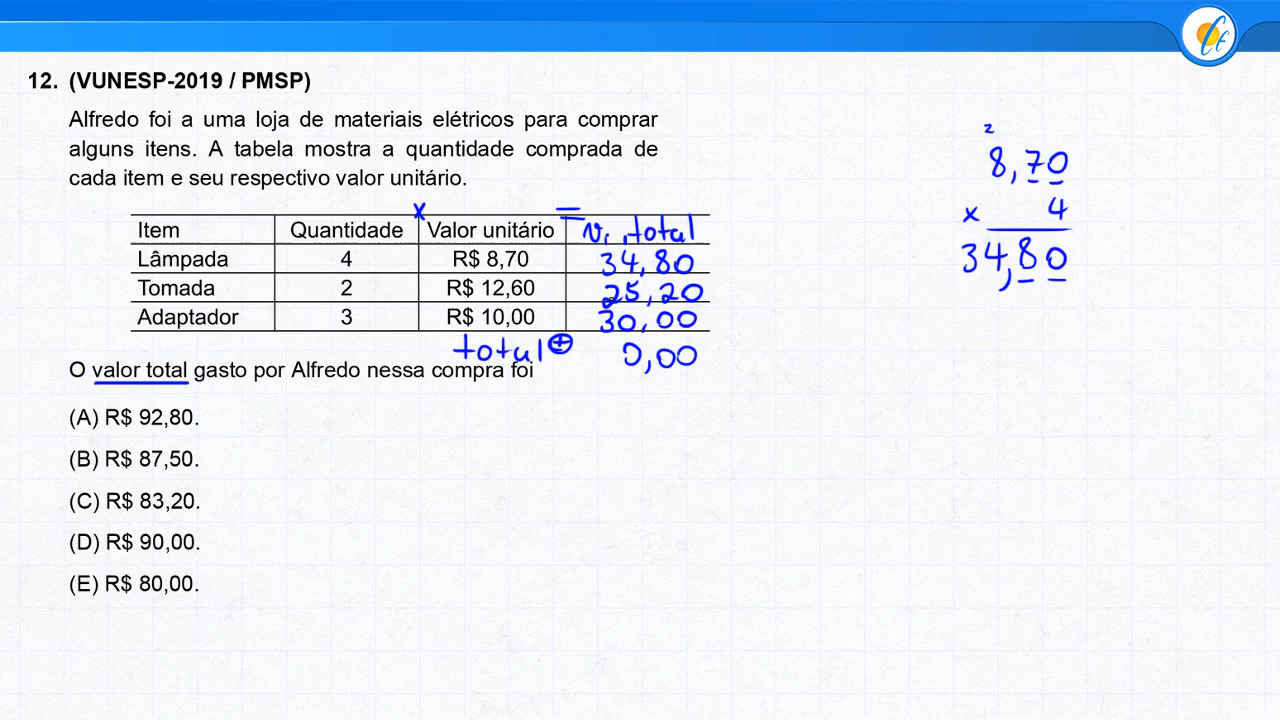 12. (VUNESP-2019 / PMSP)
Alfredo foi a uma loja de materiais elétricos para comprar
alguns itens. A tabela mostra a quantidade comprada de
cada item e seu respectivo valor unitário.
x =
Item Quantidade Valor unitário v. total
Lâmpada 4 R$ 8,70 34,80
Tomada 2 R$ 12,60 25,20
Adaptador 3 R$ 10,00 30,00
total + 0,00
O valor total gasto por Alfredo nessa compra foi
(A) R$ 92,80.
(B) R$ 87,50.
(C) R$ 83,20.
(D) R$ 90,00.
(E) R$ 80,00.
2
8,70
x 4
34,80